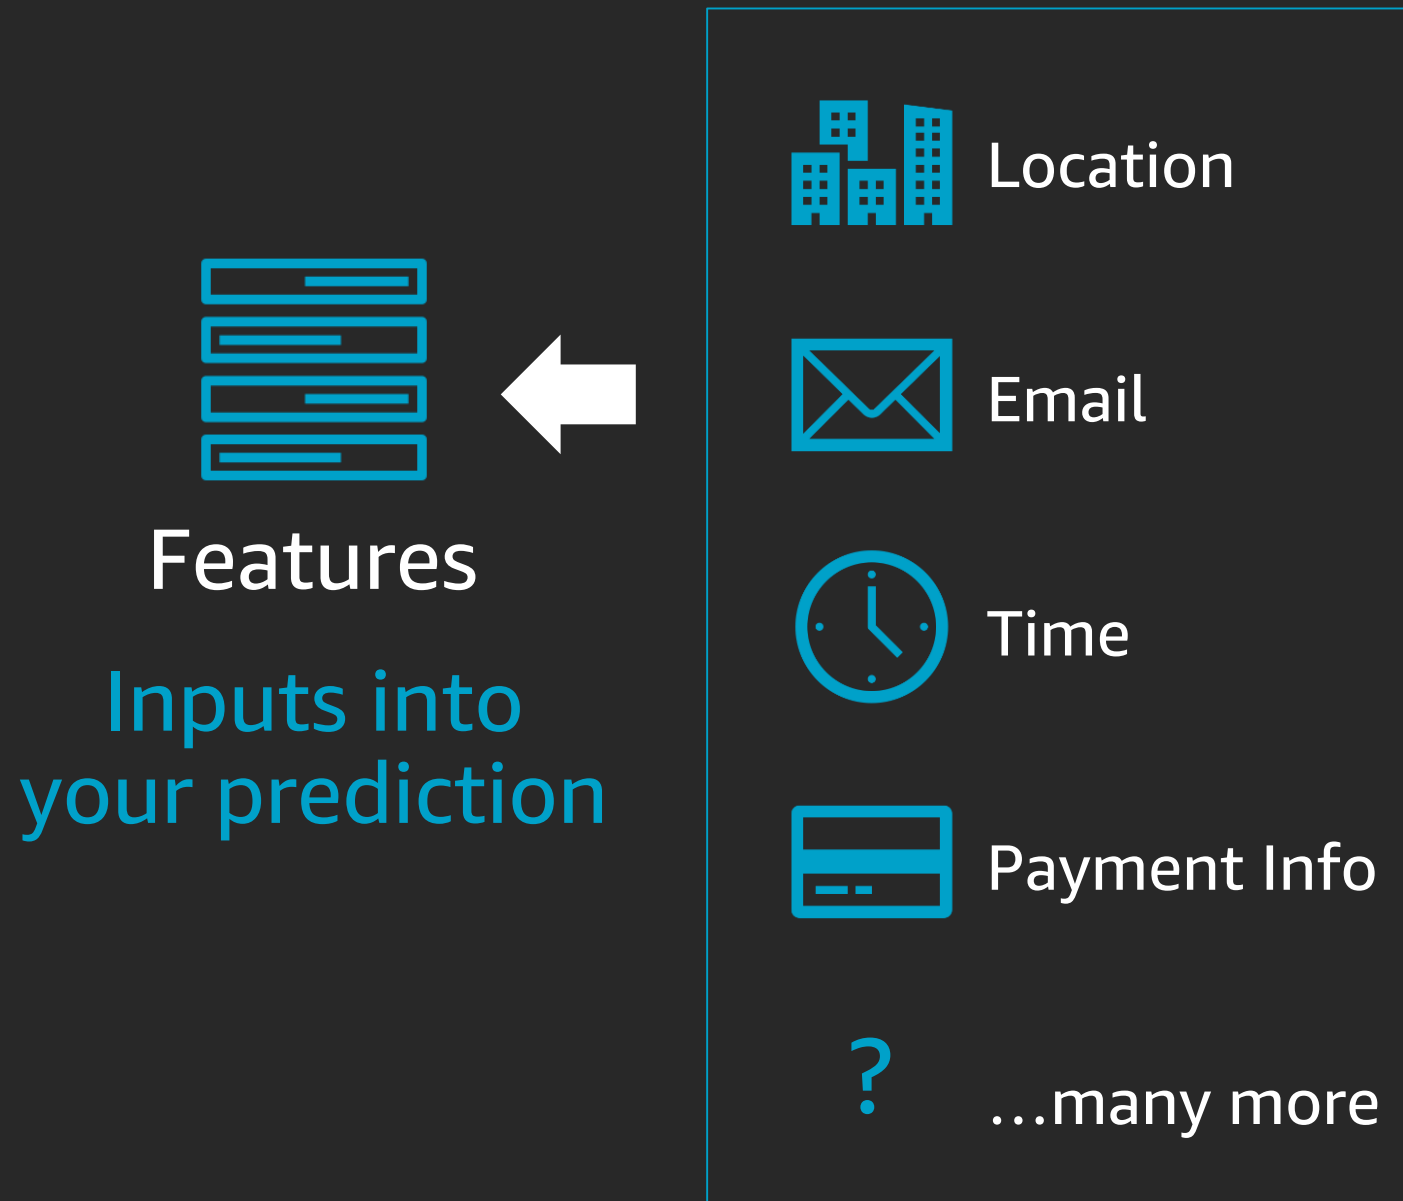 Features
Inputs into
your prediction
Location
Email
Time
Payment Info
?
...many more